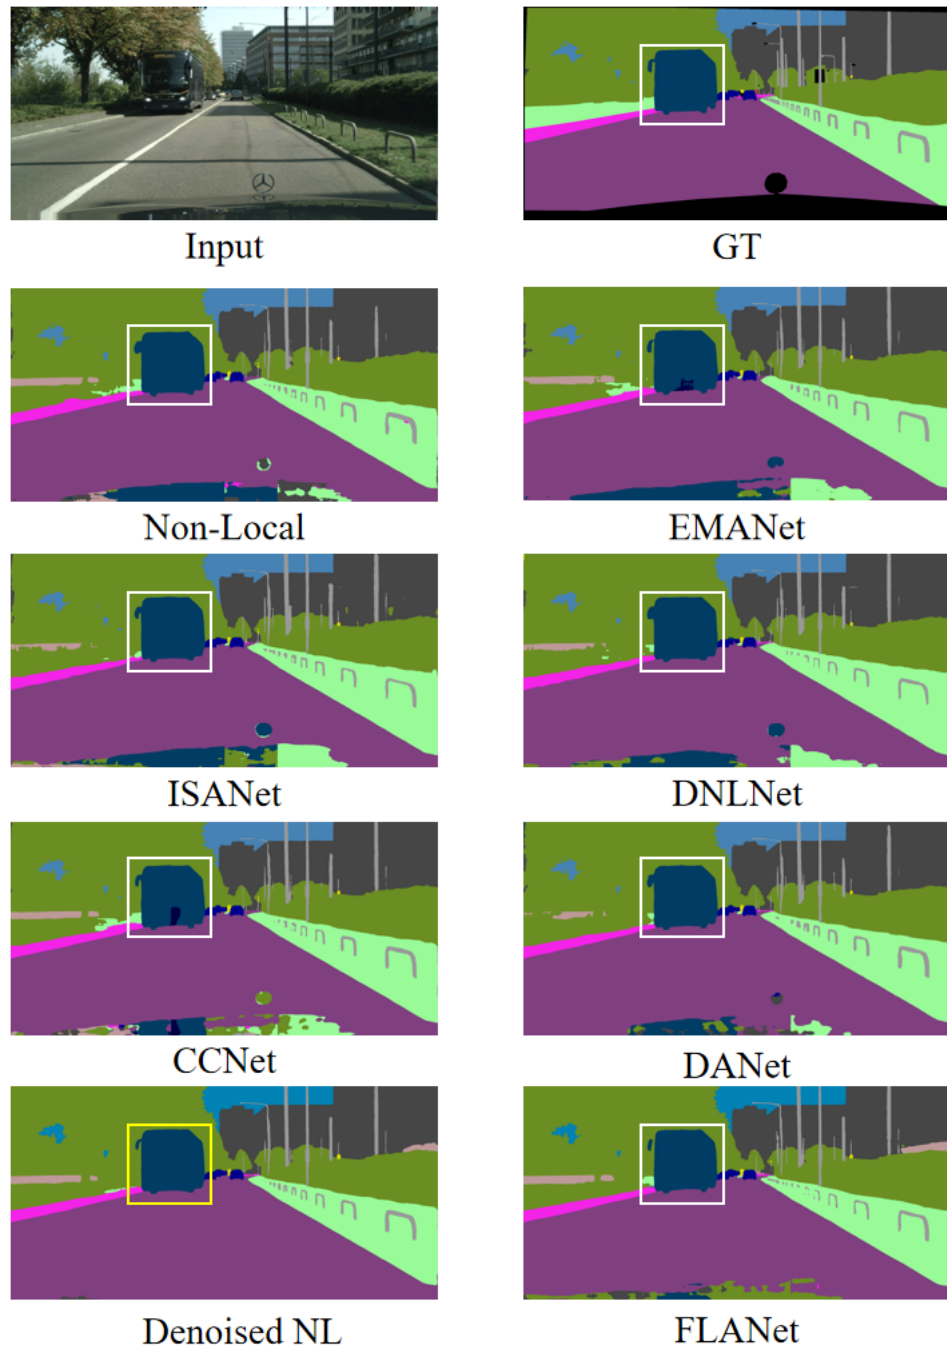 Input
GT
Non-Local
EMANet
ISANet
DNLNet
CCNet
DANet
Denoised NL
FLANet